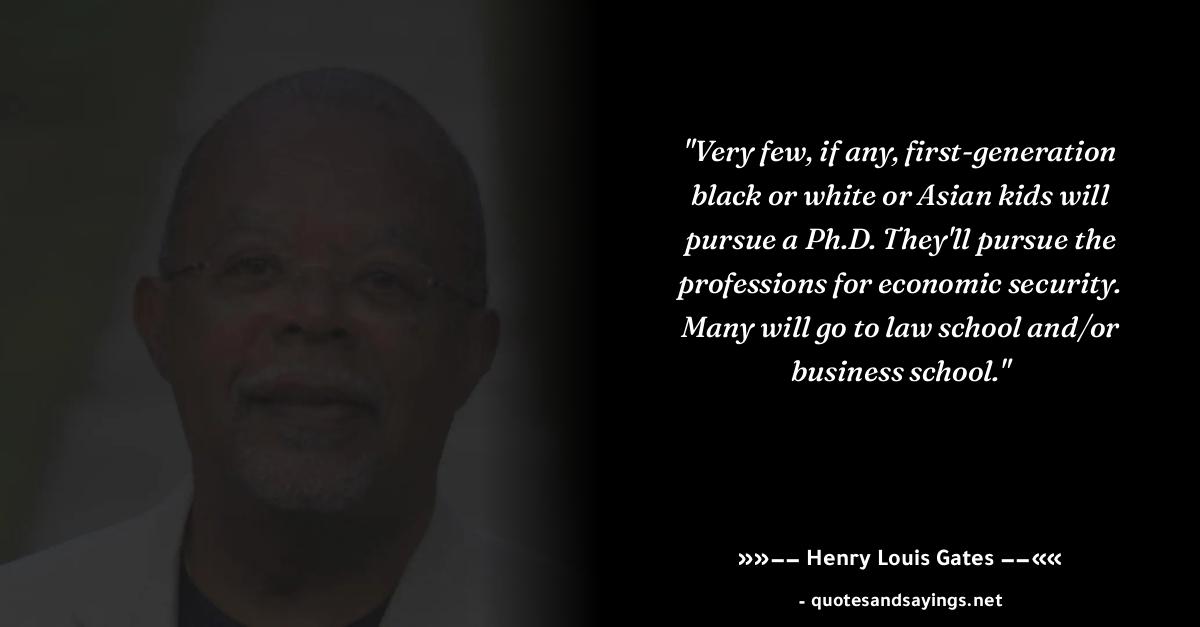 "Very few, if any, first-generation
black or white or Asian kids will
pursue a Ph.D. They'll pursue the
professions for economic security.
Many will go to law school and/or
business school."
»»–– Henry Louis Gates ––««
- quotesandsayings.net